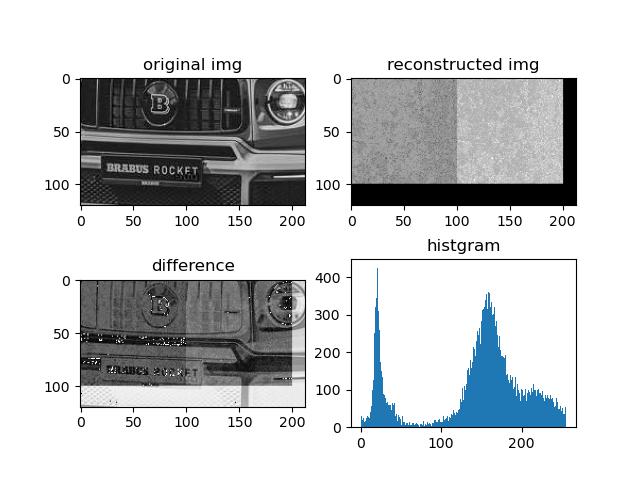 original img
0
50
100
0 50 100 150 200
B
BRABUS ROCKET
BRABUS
reconstructed img
0
50
100
0 50 100 150 200
difference
0
50
100
0 50 100 150 200
B
BRABUS ROCKET
histgram
400
300
200
100
0
0 100 200